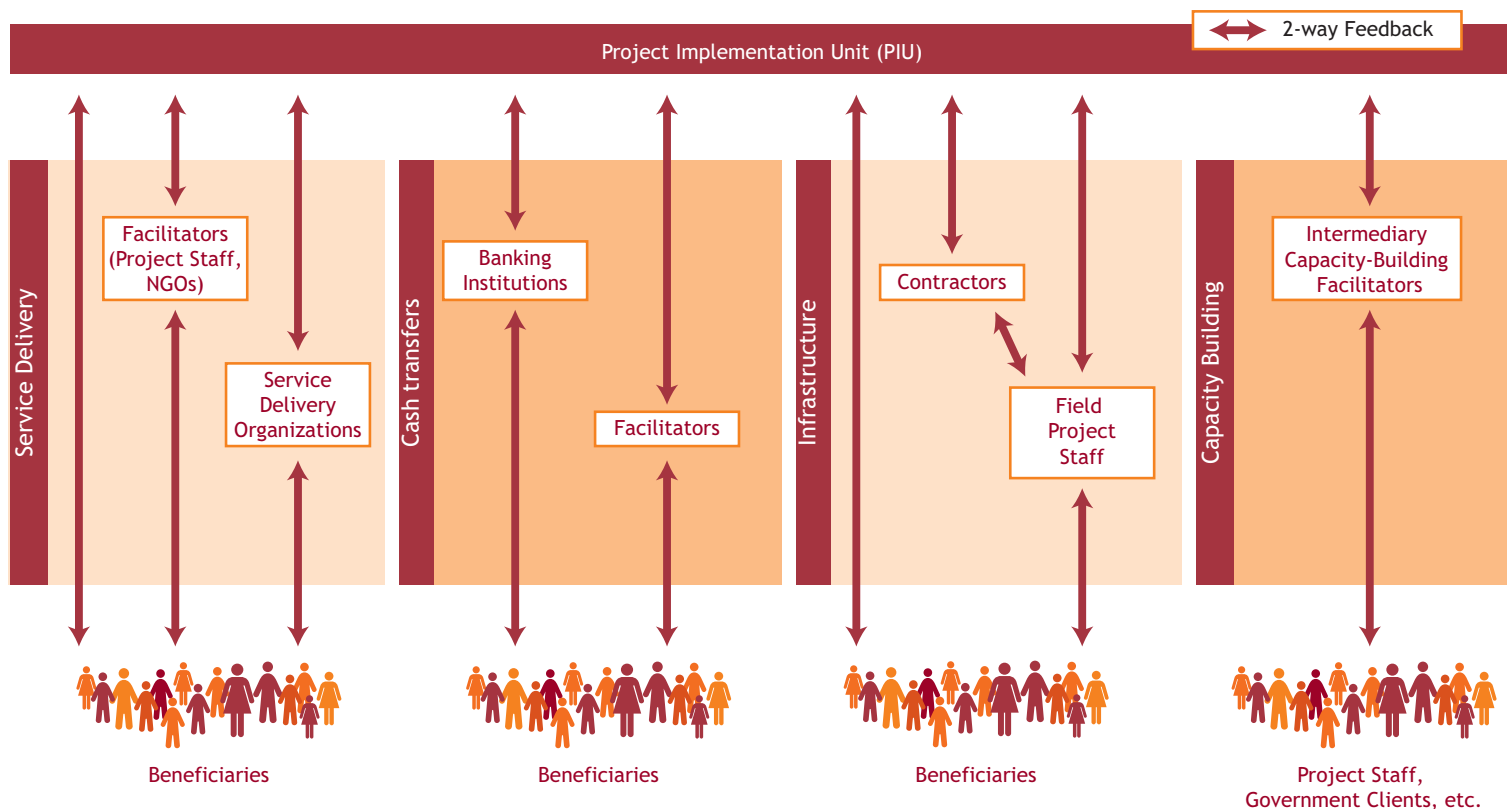 2-way Feedback
Project Implementation Unit (PIU)
Service Delivery
Facilitators
(Project Staff,
NGOs)
Service
Delivery
Organizations
Beneficiaries
Cash transfers
Banking
Institutions
Facilitators
Beneficiaries
Infrastructure
Contractors
Field
Project
Staff
Beneficiaries
Capacity Building
Intermediary
Capacity-Building
Facilitators
Project Staff,
Government Clients, etc.